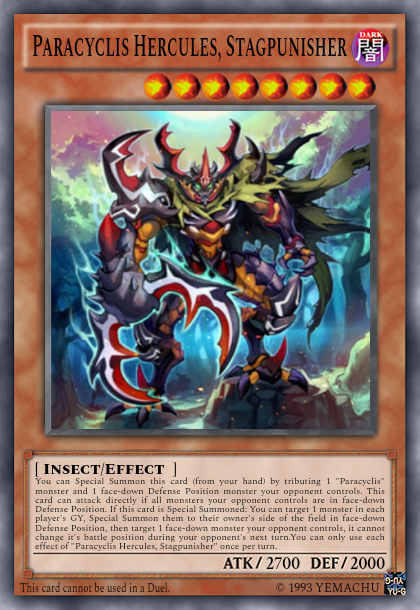 Paracyclis Hercules, Stagpunisher
DARK
闇
[ Insect/Effect ]
You can Special Summon this card (from your hand) by tributing 1 "Paracyclis"
monster and 1 face-down Defense Position monster your opponent controls. This
card can attack directly if all monsters your opponent controls are in face-down
Defense Position. If this card is Special Summoned: You can target 1 monster in each
player's GY, Special Summon them to their owner's side of the field in face-down
Defense Position, then target 1 face-down monster your opponent controls, it cannot
change it's battle position during your opponent's next turn.You can only use each
effect of "Paracyclis Hercules, Stagpunisher" once per turn.
ATK/ 2700 DEF/ 2000
This card cannot be used in a Duel.
© 1993 YEMACHU
YU-G